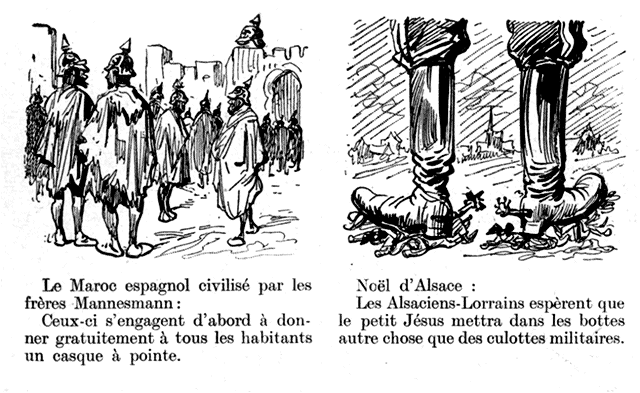 Le Maroc espagnol civilisé par les
frères Mannesmann :
Ceux-ci s'engagent d'abord à don-
ner gratuitement à tous les habitants
un casque à pointe.
Noël d'Alsace :
Les Alsaciens-Lorrains espèrent que
le petit Jésus mettra dans les bottes
autre chose que des culottes militaires.